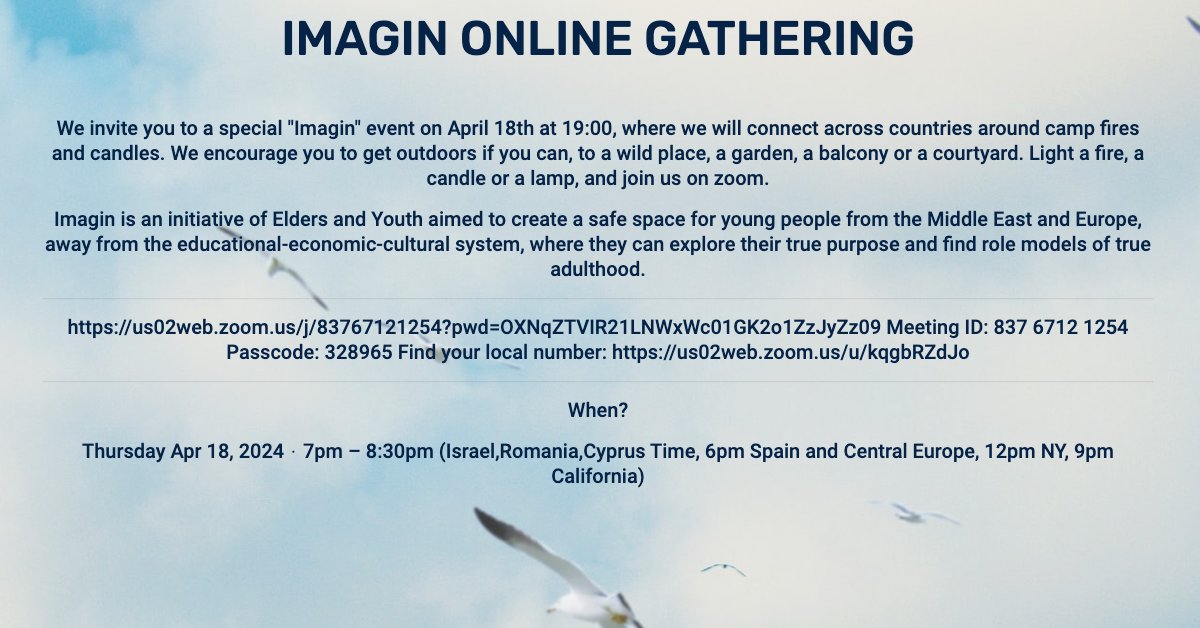 IMAGIN ONLINE GATHERING
We invite you to a special "Imagin" event on April 18th at 19:00, where we will connect across countries around camp fires
and candles. We encourage you to get outdoors if you can, to a wild place, a garden, a balcony or a courtyard. Light a fire, a
candle or a lamp, and join us on zoom.
Imagin is an initiative of Elders and Youth aimed to create a safe space for young people from the Middle East and Europe,
away from the educational-economic-cultural system, where they can explore their true purpose and find role models of true
adulthood.
https://us02web.zoom.us/j/83767121254?pwd=OXNqZTVIR21LNWxWc01GK2o1ZzJyZz09 Meeting ID: 837 6712 1254
Passcode: 328965 Find your local number: https://us02web.zoom.us/u/kqgbRZdJo
When?
Thursday Apr 18, 2024 · 7pm – 8:30pm (Israel,Romania,Cyprus Time, 6pm Spain and Central Europe, 12pm NY, 9pm
California)